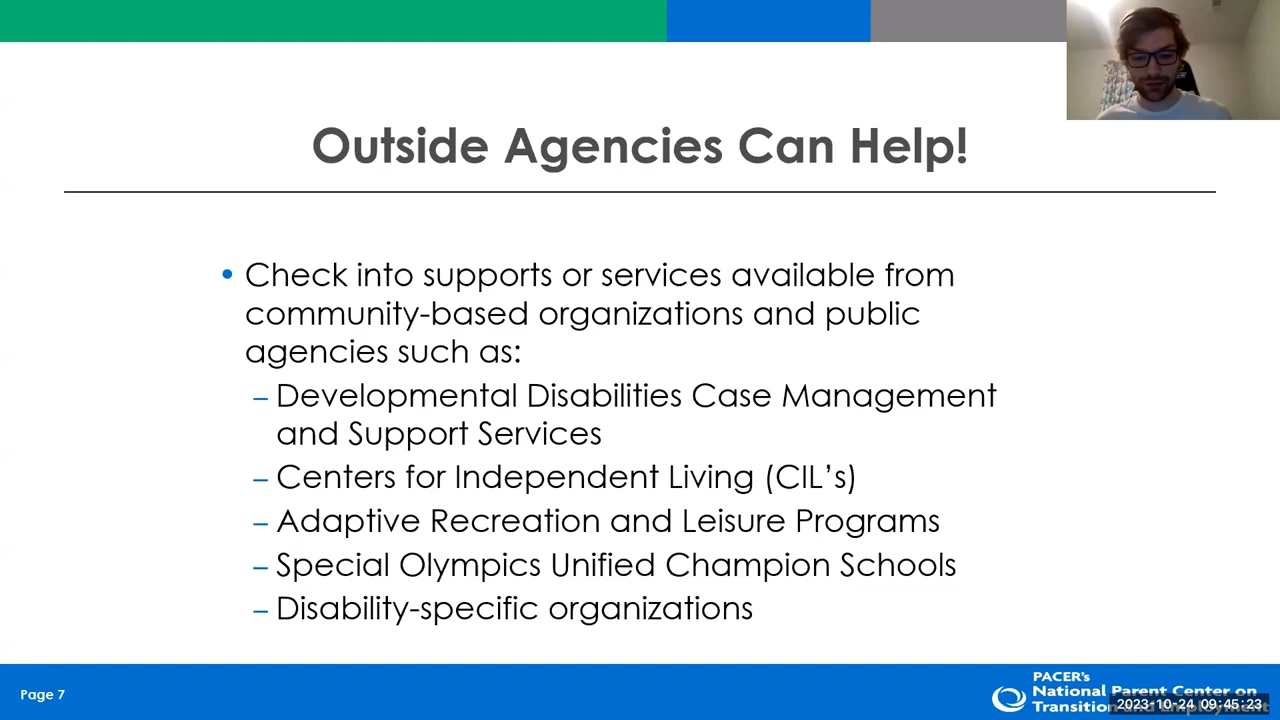 Outside Agencies Can Help!
• Check into supports or services available from
community-based organizations and public
agencies such as:
– Developmental Disabilities Case Management
and Support Services
– Centers for Independent Living (CIL’s)
– Adaptive Recreation and Leisure Programs
– Special Olympics Unified Champion Schools
– Disability-specific organizations
Page 7
PACER’s
National Parent Center on
Transition and Employment
2023-10-24 09:45:23